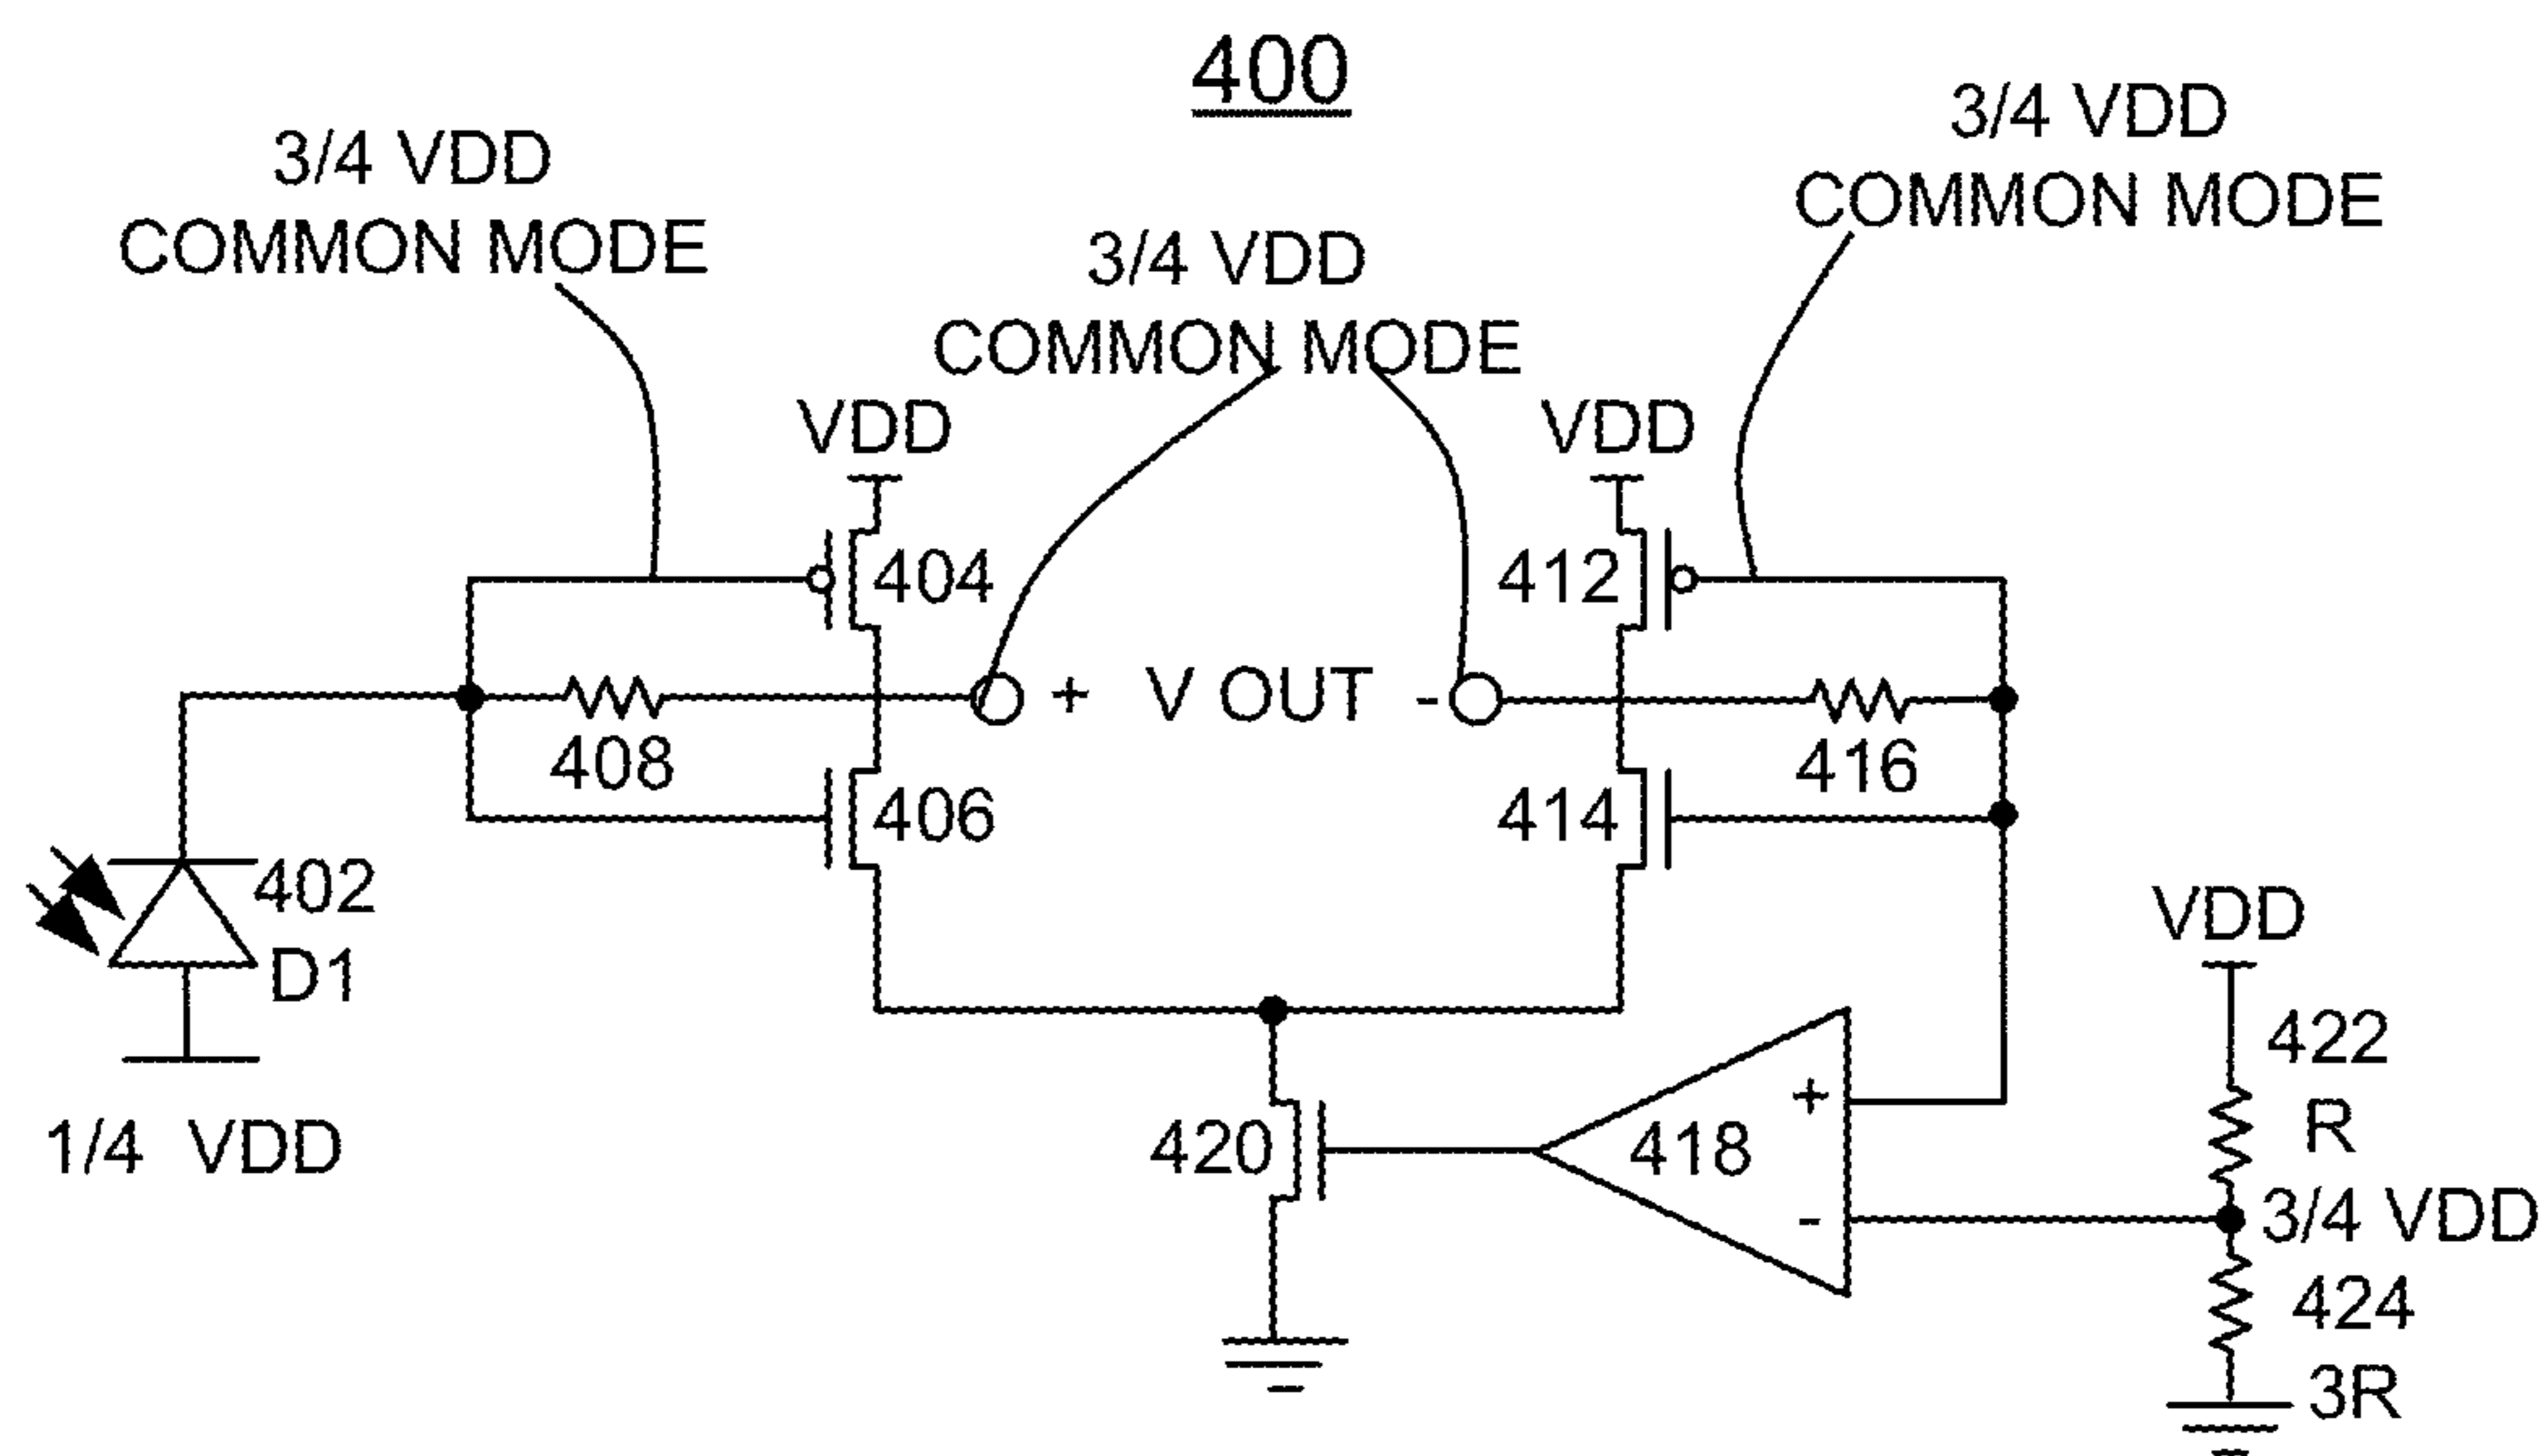 400
3/4 VDD
COMMON MODE
3/4 VDD
COMMON MODE
3/4 VDD
COMMON MODE
VDD
VDD
404
412
+ V OUT -
408
416
406
414
402
D1
1/4 VDD
VDD
422
R
3/4 VDD
424
3R
+
418
-
420